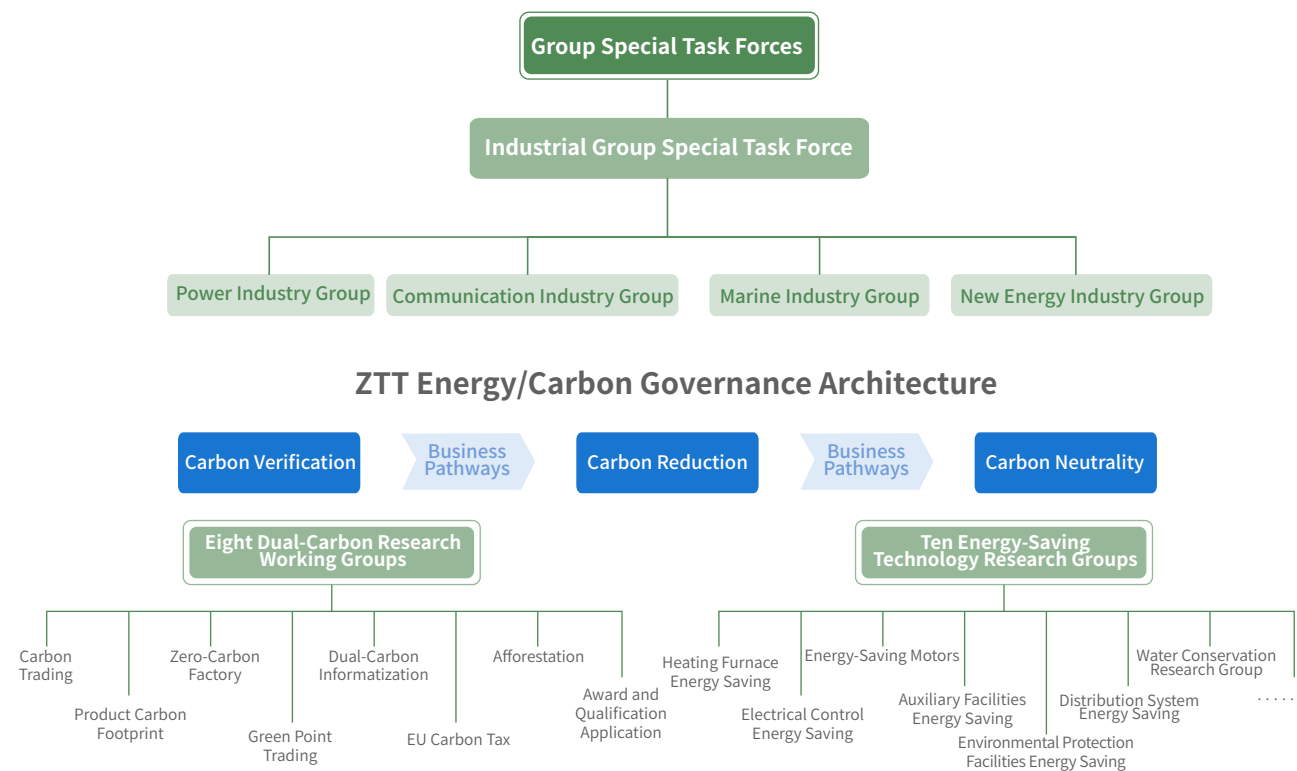 Group Special Task Forces
Industrial Group Special Task Force
Power Industry Group
Communication Industry Group
Marine Industry Group
New Energy Industry Group
ZTT Energy/Carbon Governance Architecture
Carbon Verification
Business
Pathways
Carbon Reduction
Business
Pathways
Carbon Neutrality
Eight Dual-Carbon Research
Working Groups
Carbon
Trading
Product Carbon
Footprint
Zero-Carbon
Factory
Green Point
Trading
Dual-Carbon
Informatization
EU Carbon Tax
Afforestation
Award and
Qualification
Application
Ten Energy-Saving
Technology Research Groups
Heating Furnace
Energy Saving
Electrical Control
Energy Saving
Energy-Saving Motors
Auxiliary Facilities
Energy Saving
Environmental Protection
Facilities Energy Saving
Distribution System
Energy Saving
Water Conservation
Research Group
· · · · ·